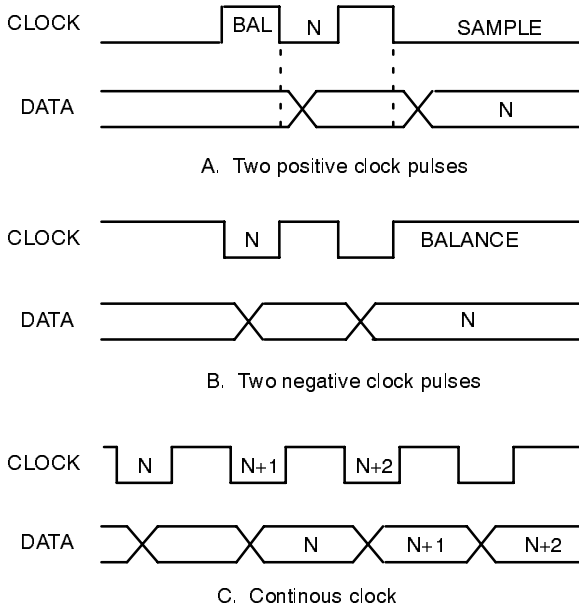 CLOCK BAL N SAMPLE
DATA N
A. Two positive clock pulses
CLOCK N BALANCE
DATA N
B. Two negative clock pulses
CLOCK N N+1 N+2
DATA N N+1 N+2
C. Continous clock